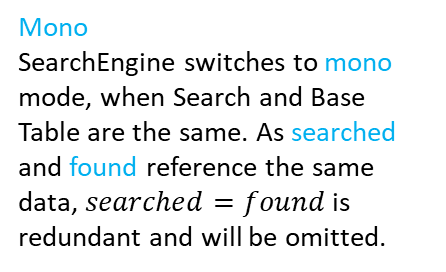 Mono
SearchEngine switches to mono
mode, when Search and Base
Table are the same. As searched
and found reference the same
data, searched = found is
redundant and will be omitted.